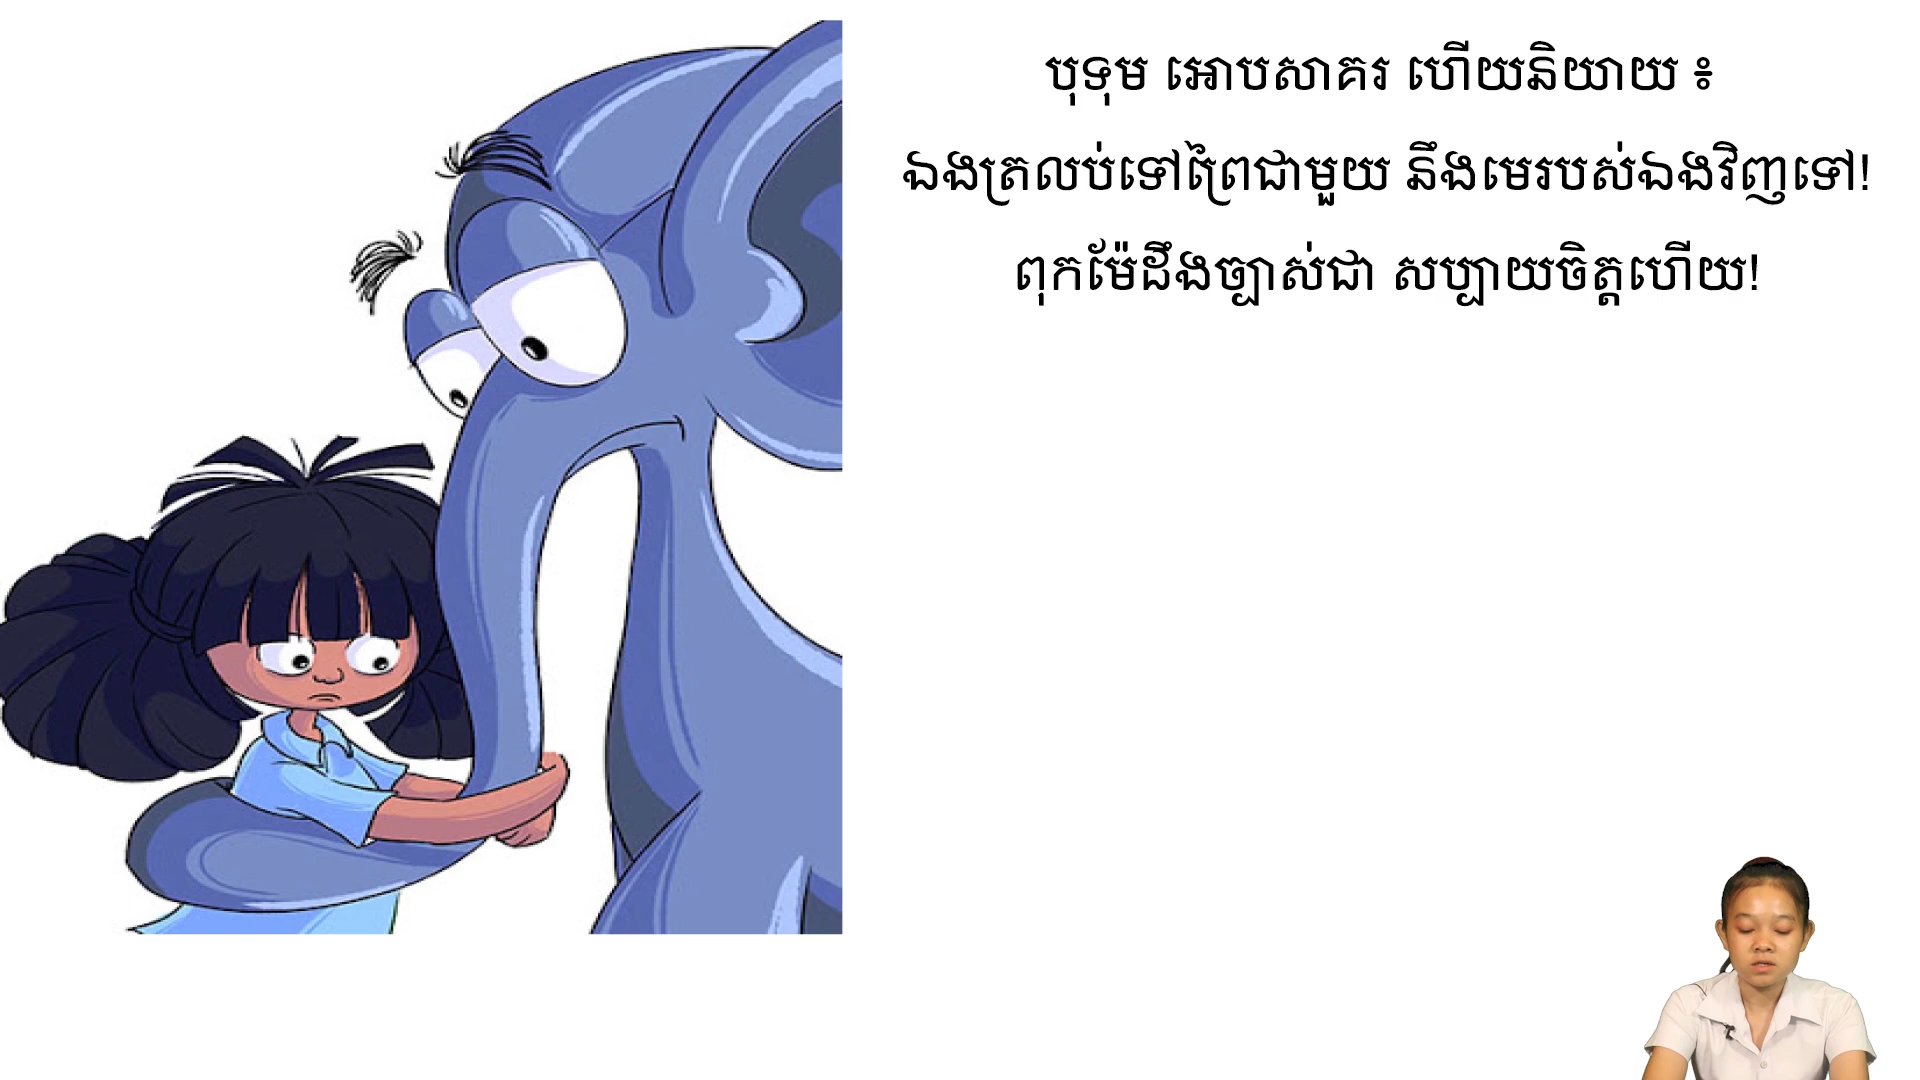 បុទុម អោបសាគរ ហើយនិយាយ ៖
ឯងត្រលប់ទៅព្រៃជាមួយ នឹងមេរបស់ឯងវិញទៅ!
ពុកម៉ែដឹងច្បាស់ជា សប្បាយចិត្តហើយ!